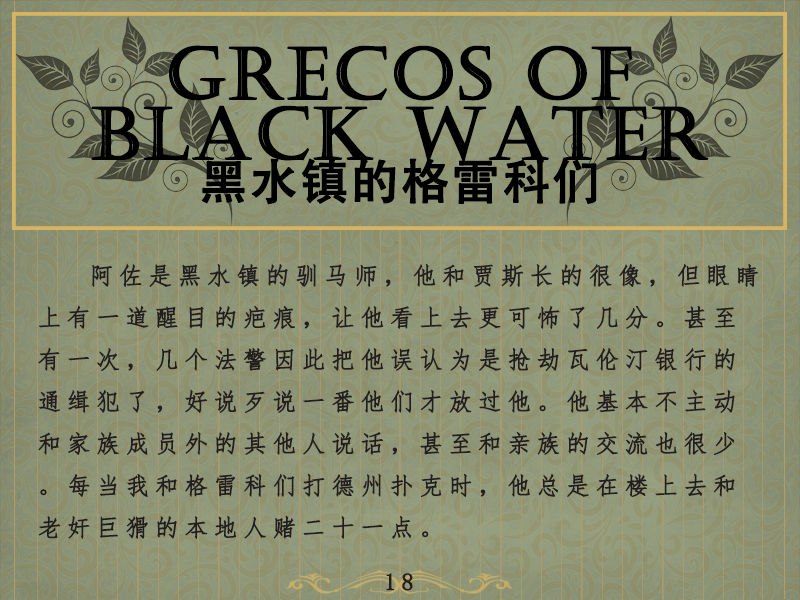 GRECOS OF
BLACK WATER
黑水镇的格雷科们
阿佐是黑水镇的驯马师，他和贾斯长的很像，但眼睛
上有一道醒目的疤痕，让他看上去更可怖了几分。甚至
有一次，几个法警因此把他误认为是抢劫瓦伦汀银行的
通缉犯了，好说歹说一番他们才放过他。他基本不主动
和家族成员外的其他人说话，甚至和亲族的交流也很少
。每当我和格雷科们打德州扑克时，他总是在楼上去和
老奸巨猾的本地人赌二十一点。
18